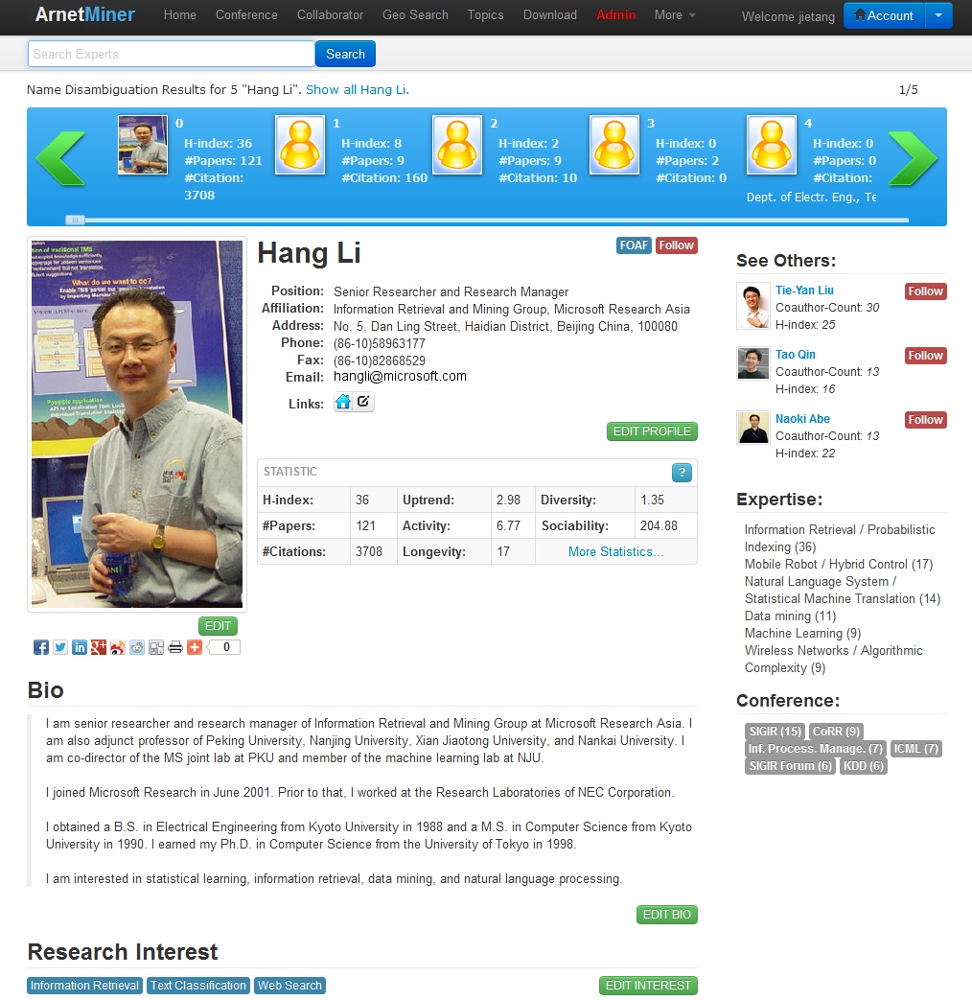 ArnetMiner Home Conference Collaborator Geo Search Topics Download Admin More Welcome jietang Account
Search Experts Search
Name Disambiguation Results for 5 "Hang Li". Show all Hang Li. 1/5
0
H-index: 36
#Papers: 121
#Citation:
3708
1
H-index: 8
#Papers: 9
#Citation: 160
2
H-index: 2
#Papers: 9
#Citation: 10
3
H-index: 0
#Papers: 2
#Citation: 0
4
H-index: 0
#Papers: 0
#Citation:
Dept. of Electr. Eng., Te
What do we want to do?
Possible application
Hang Li FOAF Follow
Position: Senior Researcher and Research Manager
Affiliation: Information Retrieval and Mining Group, Microsoft Research Asia
Address: No. 5, Dan Ling Street, Haidian District, Beijing China, 100080
Phone: (86-10)58963177
Fax: (86-10)82868529
Email: hangli@microsoft.com
Links:
EDIT PROFILE
STATISTIC ?
H-index: 36 Uptrend: 2.98 Diversity: 1.35
#Papers: 121 Activity: 6.77 Sociability: 204.88
#Citations: 3708 Longevity: 17 More Statistics...
EDIT
0
Bio
I am senior researcher and research manager of Information Retrieval and Mining Group at Microsoft Research Asia. I
am also adjunct professor of Peking University, Nanjing University, Xian Jiaotong University, and Nankai University. I
am co-director of the MS joint lab at PKU and member of the machine learning lab at NJU.
I joined Microsoft Research in June 2001. Prior to that, I worked at the Research Laboratories of NEC Corporation.
I obtained a B.S. in Electrical Engineering from Kyoto University in 1988 and a M.S. in Computer Science from Kyoto
University in 1990. I earned my Ph.D. in Computer Science from the University of Tokyo in 1998.
I am interested in statistical learning, information retrieval, data mining, and natural language processing.
EDIT BIO
Research Interest
Information Retrieval Text Classification Web Search EDIT INTEREST
See Others:
Tie-Yan Liu Follow
Coauthor-Count: 30
H-index: 25
Tao Qin Follow
Coauthor-Count: 13
H-index: 16
Naoki Abe Follow
Coauthor-Count: 13
H-index: 22
Expertise:
Information Retrieval / Probabilistic
Indexing (36)
Mobile Robot / Hybrid Control (17)
Natural Language System /
Statistical Machine Translation (14)
Data mining (11)
Machine Learning (9)
Wireless Networks / Algorithmic
Complexity (9)
Conference:
SIGIR (15) CoRR (9)
Inf. Process. Manage. (7) ICML (7)
SIGIR Forum (6) KDD (6)